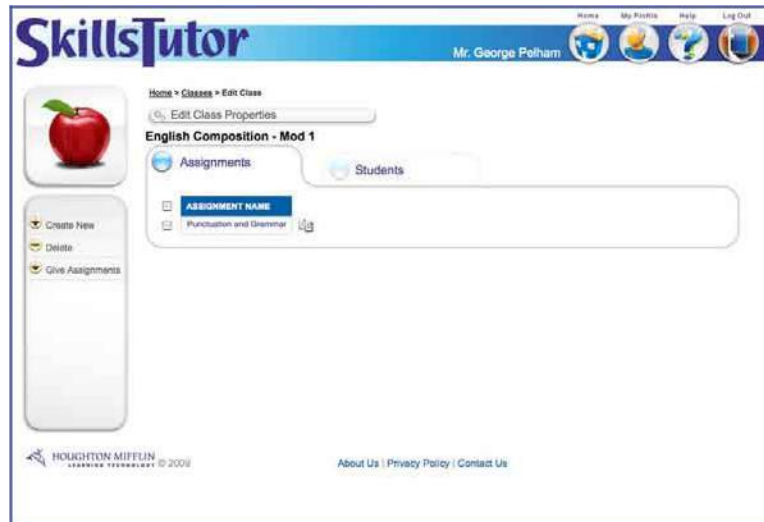 Home My Profile Help Log Out
SkillsTutor
Mr. George Pelham
Home > Classes > Edit Class
Edit Class Properties
English Composition - Mod 1
Assignments
Students
ASSIGNMENT NAME
Punctuation and Grammar
Create New
Delete
Give Assignments
HOUGHTON MIFFLIN
LEARNING TECHNOLOGY © 2009
About Us | Privacy Policy | Contact Us